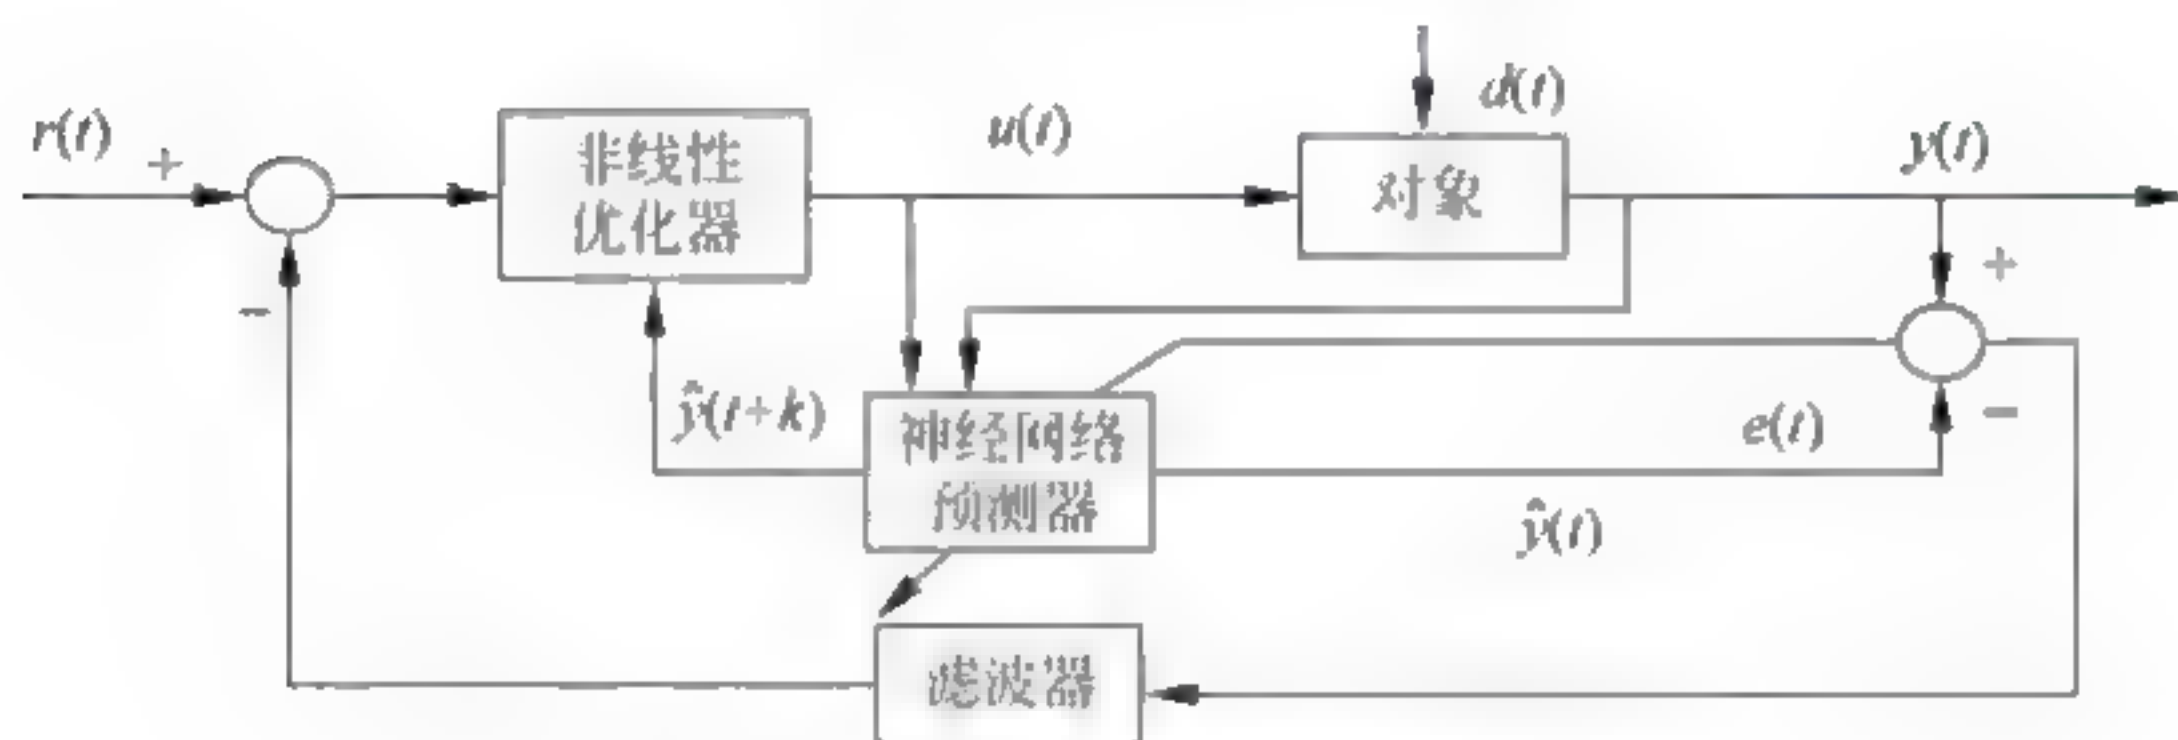 r(t)
+
−
非线性
优化器
u(t)
d(t)
对象
y(t)
+
−
ŷ(t+k)
神经网络
预测器
e(t)
ŷ(t)
滤波器